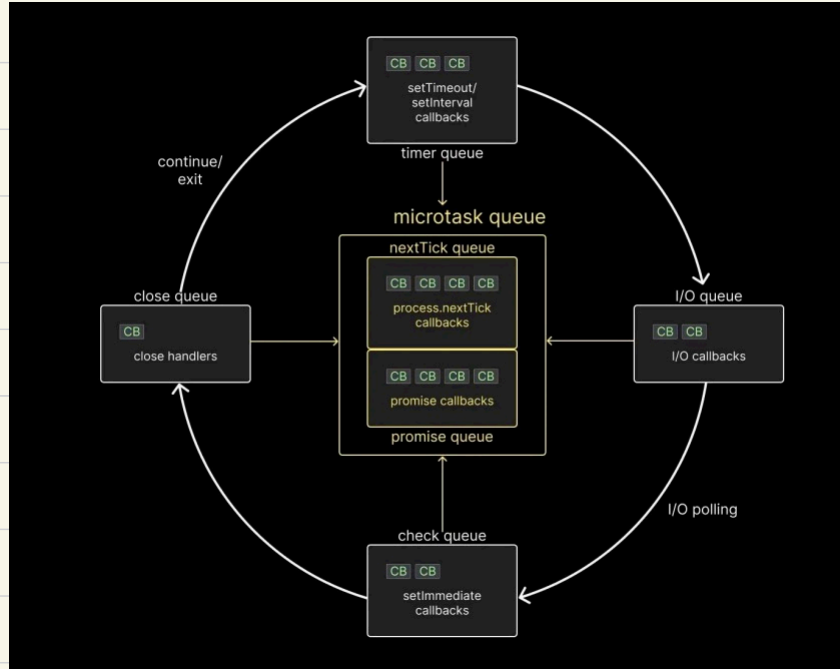 CB CB CB
setTimeout/
setInterval
callbacks
timer queue
continue/
exit
microtask queue
nextTick queue
CB CB CB CB
process.nextTick
callbacks
CB CB CB CB
promise callbacks
promise queue
close queue
CB
close handlers
I/O queue
CB CB
I/O callbacks
I/O polling
check queue
CB CB
setImmediate
callbacks